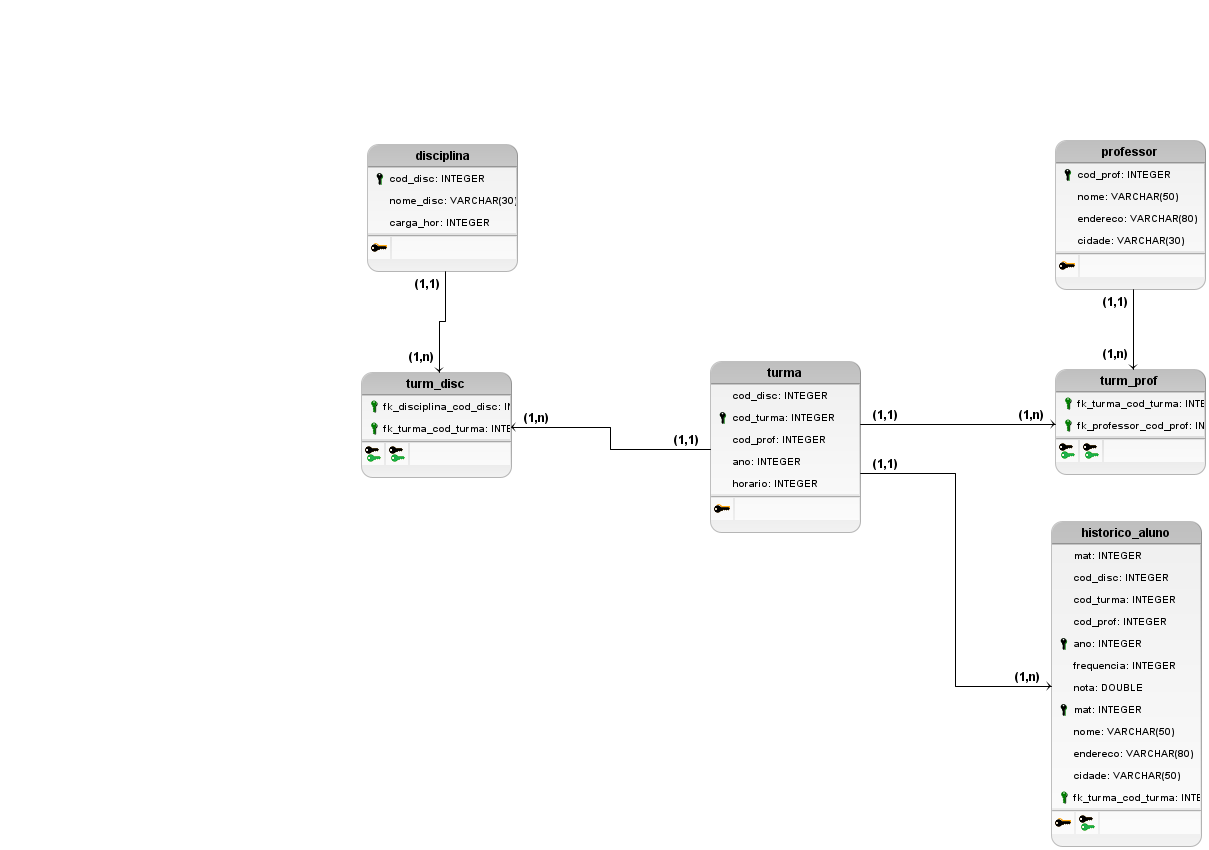 disciplina
cod_disc: INTEGER
nome_disc: VARCHAR(30)
carga_hor: INTEGER
(1,1)
(1,n)
turm_disc
fk_disciplina_cod_disc: IN
fk_turma_cod_turma: INTE
(1,n)
(1,1)
turma
cod_disc: INTEGER
cod_turma: INTEGER
cod_prof: INTEGER
ano: INTEGER
horario: INTEGER
(1,1)
(1,n)
(1,1)
(1,n)
professor
cod_prof: INTEGER
nome: VARCHAR(50)
endereco: VARCHAR(80)
cidade: VARCHAR(30)
(1,1)
(1,n)
turm_prof
fk_turma_cod_turma: INTE
fk_professor_cod_prof: IN
historico_aluno
mat: INTEGER
cod_disc: INTEGER
cod_turma: INTEGER
cod_prof: INTEGER
ano: INTEGER
frequencia: INTEGER
nota: DOUBLE
mat: INTEGER
nome: VARCHAR(50)
endereco: VARCHAR(80)
cidade: VARCHAR(50)
fk_turma_cod_turma: INTE